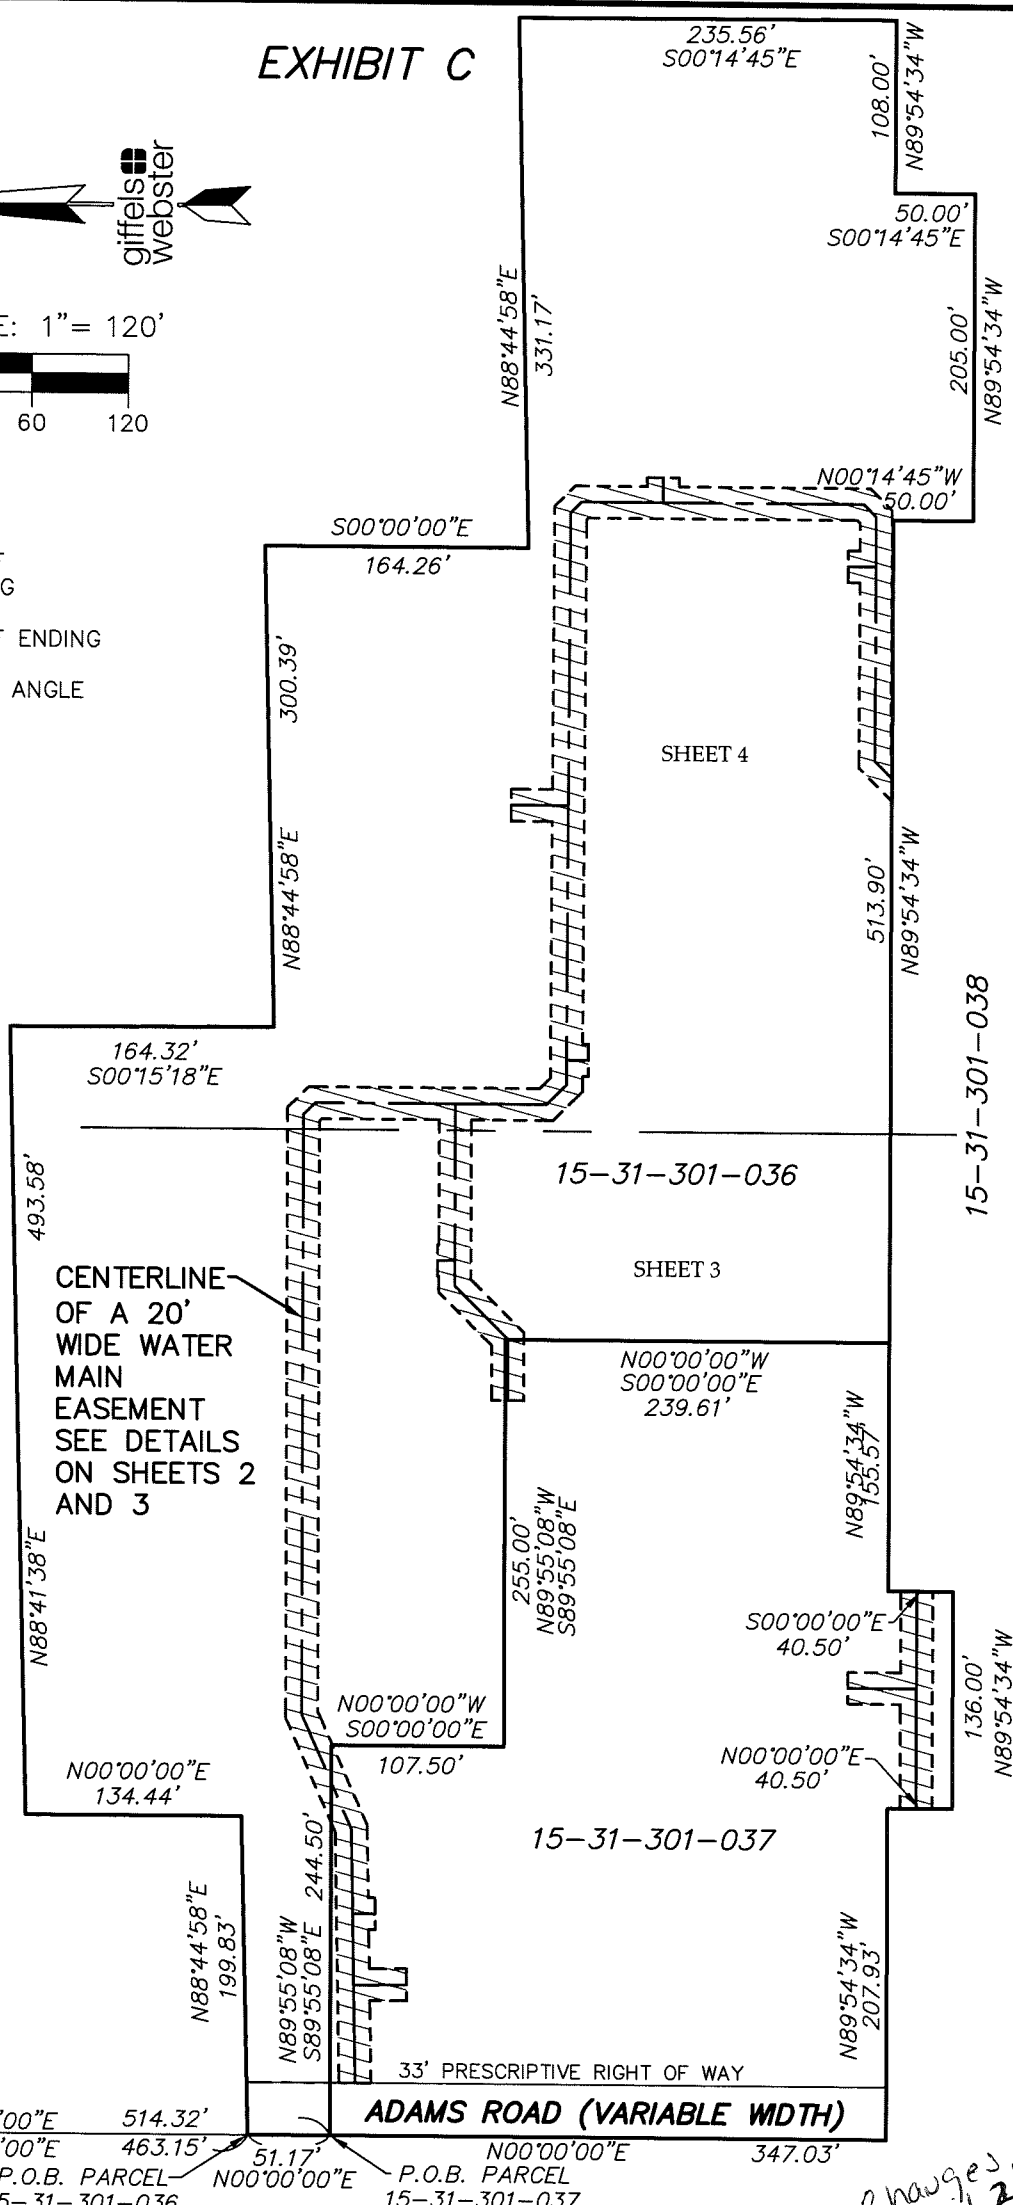 EXHIBIT C
235.56'
S00°14'45"E
108.00'
N89°54'34"W
giffels
webster
50.00'
S00°14'45"E
N88°44'58"E
331.17'
205.00'
N89°54'34"W
1"= 120'
60
120
N00°14'45"W
50.00'
S00°00'00"E
164.26'
ENDING
ANGLE
300.39'
N88°44'58"E
SHEET 4
513.90'
N89°54'34"W
164.32'
S00°15'18"E
15-31-301-038
15-31-301-036
493.58'
N88°41'38"E
SHEET 3
CENTERLINE
OF A 20'
WIDE WATER
MAIN
EASEMENT
SEE DETAILS
ON SHEETS 2
AND 3
N00°00'00"W
S00°00'00"E
239.61'
N89°54'34"W
155.57'
255.00'
N89°55'08"W
S89°55'08"E
S00°00'00"E
40.50'
136.00'
N89°54'34"W
N00°00'00"W
S00°00'00"E
107.50'
N00°00'00"E
40.50'
N00°00'00"E
134.44'
15-31-301-037
244.50'
N88°44'58"E
199.83'
N89°55'08"W
S89°55'08"E
N89°54'34"W
207.93'
33' PRESCRIPTIVE RIGHT OF WAY
ADAMS ROAD (VARIABLE WIDTH)
00"E 514.32'
00"E 463.15'
51.17'
N00°00'00"E
N00°00'00"E 347.03'
P.O.B. PARCEL
5-31-301-036
P.O.B. PARCEL
15-31-301-037